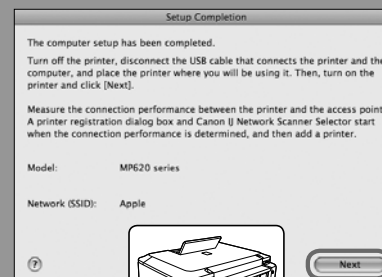 Setup Completion
The computer setup has been completed.
Turn off the printer, disconnect the USB cable that connects the printer and the
computer, and place the printer where you will be using it. Then, turn on the
printer and click [Next].
Measure the connection performance between the printer and the access point
A printer registration dialog box and Canon IJ Network Scanner Selector start
when the connection performance is determined, and then add a printer.
Model: MP620 series
Network (SSID): Apple
? Next